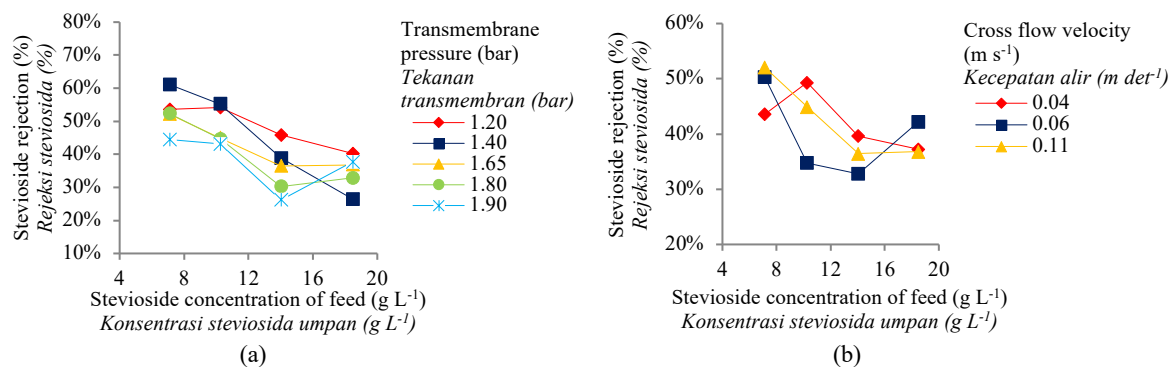 80%
70%
60%
50%
40%
30%
20%
10%
Stevioside rejection (%)
Rejeksi steviosida (%)
4 8 12 16 20
Stevioside concentration of feed (g L-1)
Konsentrasi steviosida umpan (g L-1)
Transmembrane
pressure (bar)
Tekanan
transmembran (bar)
1.20
1.40
1.65
1.80
1.90
(a)
60%
50%
40%
30%
20%
Stevioside rejection (%)
Rejeksi steviosida (%)
4 8 12 16 20
Stevioside concentration of feed (g L-1)
Konsentrasi steviosida umpan (g L-1)
Cross flow velocity
(m s-1)
Kecepatan alir (m det-1)
0.04
0.06
0.11
(b)